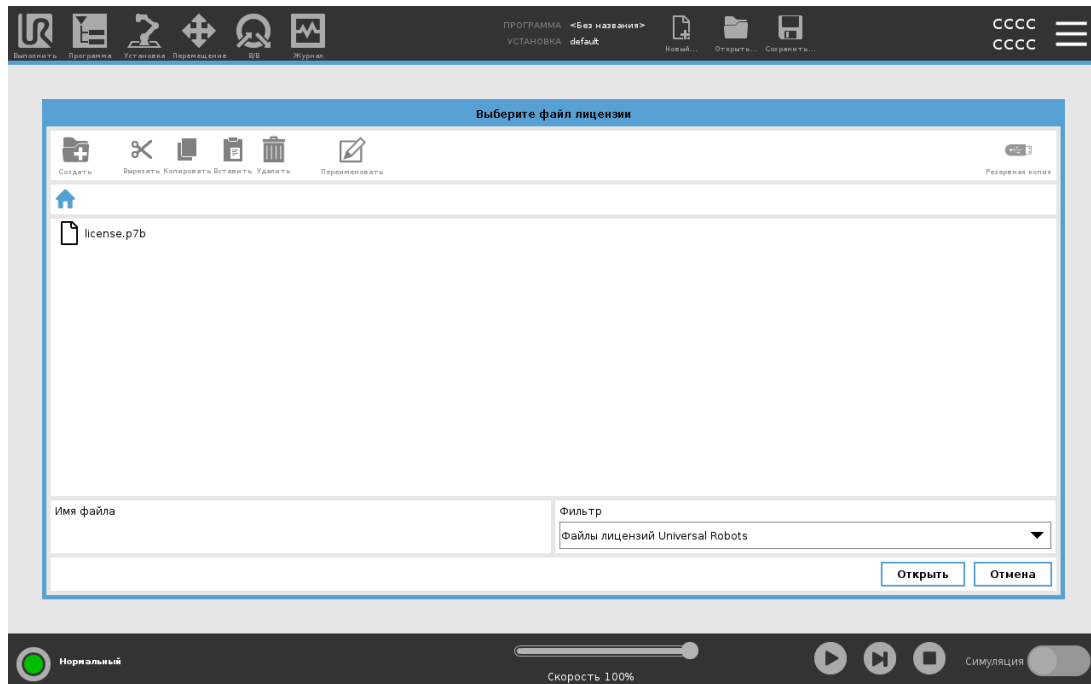 UR
Выполнить
Программа
Установка
Перемещение
В/В
Журнал
ПРОГРАММА <Без названия>
УСТАНОВКА default
Новый...
Открыть...
Сохранить...
CCCC
CCCC
Выберите файл лицензии
Создать
Вырезать
Копировать
Вставить
Удалить
Переименовать
Резервная копия
license.p7b
Имя файла
Фильтр
Файлы лицензий Universal Robots
Открыть
Отмена
Нормальный
Скорость 100%
Симуляция